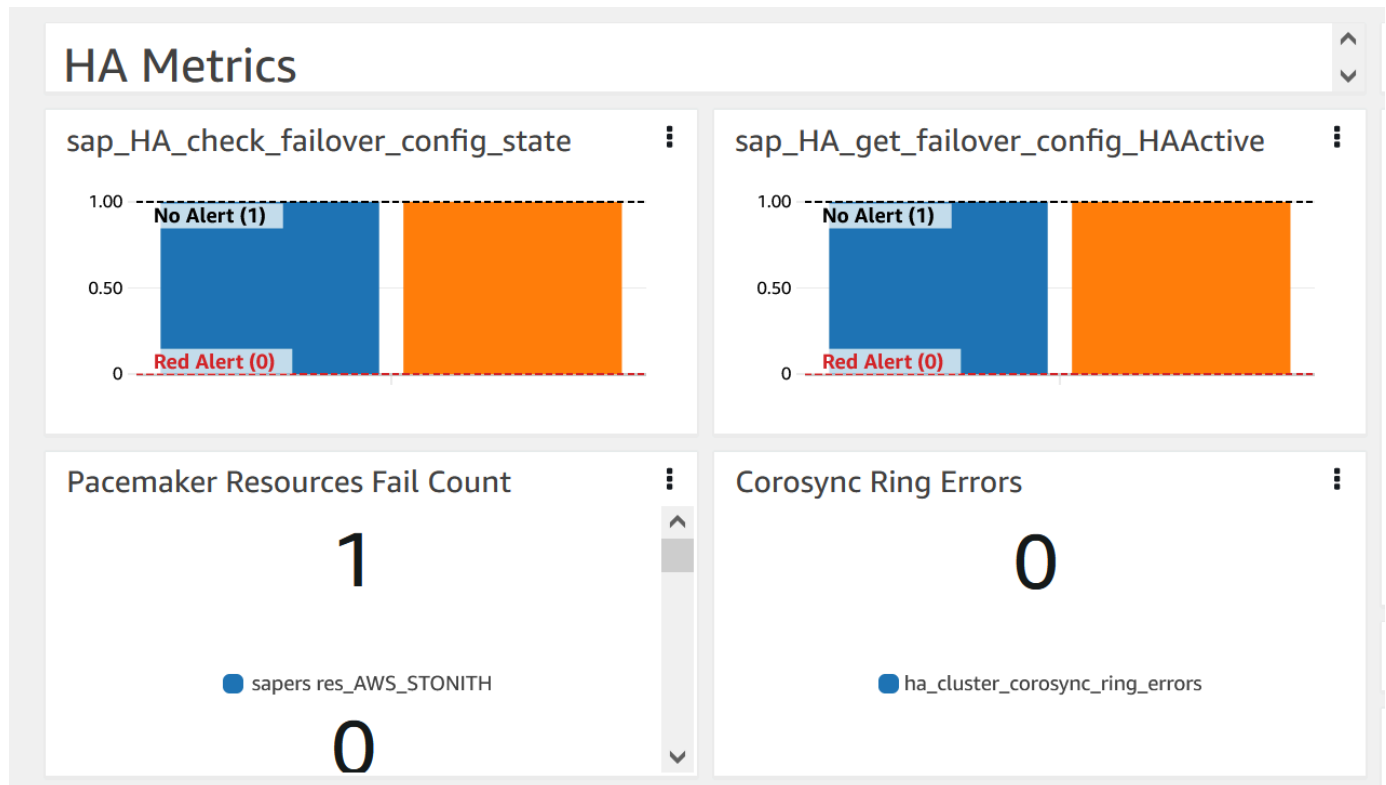 HA Metrics
sap_HA_check_failover_config_state
1.00
No Alert (1)
0.50
Red Alert (0)
0
sap_HA_get_failover_config_HAActive
1.00
No Alert (1)
0.50
Red Alert (0)
0
Pacemaker Resources Fail Count
1
sapers res_AWS_STONITH
0
Corosync Ring Errors
0
ha_cluster_corosync_ring_errors